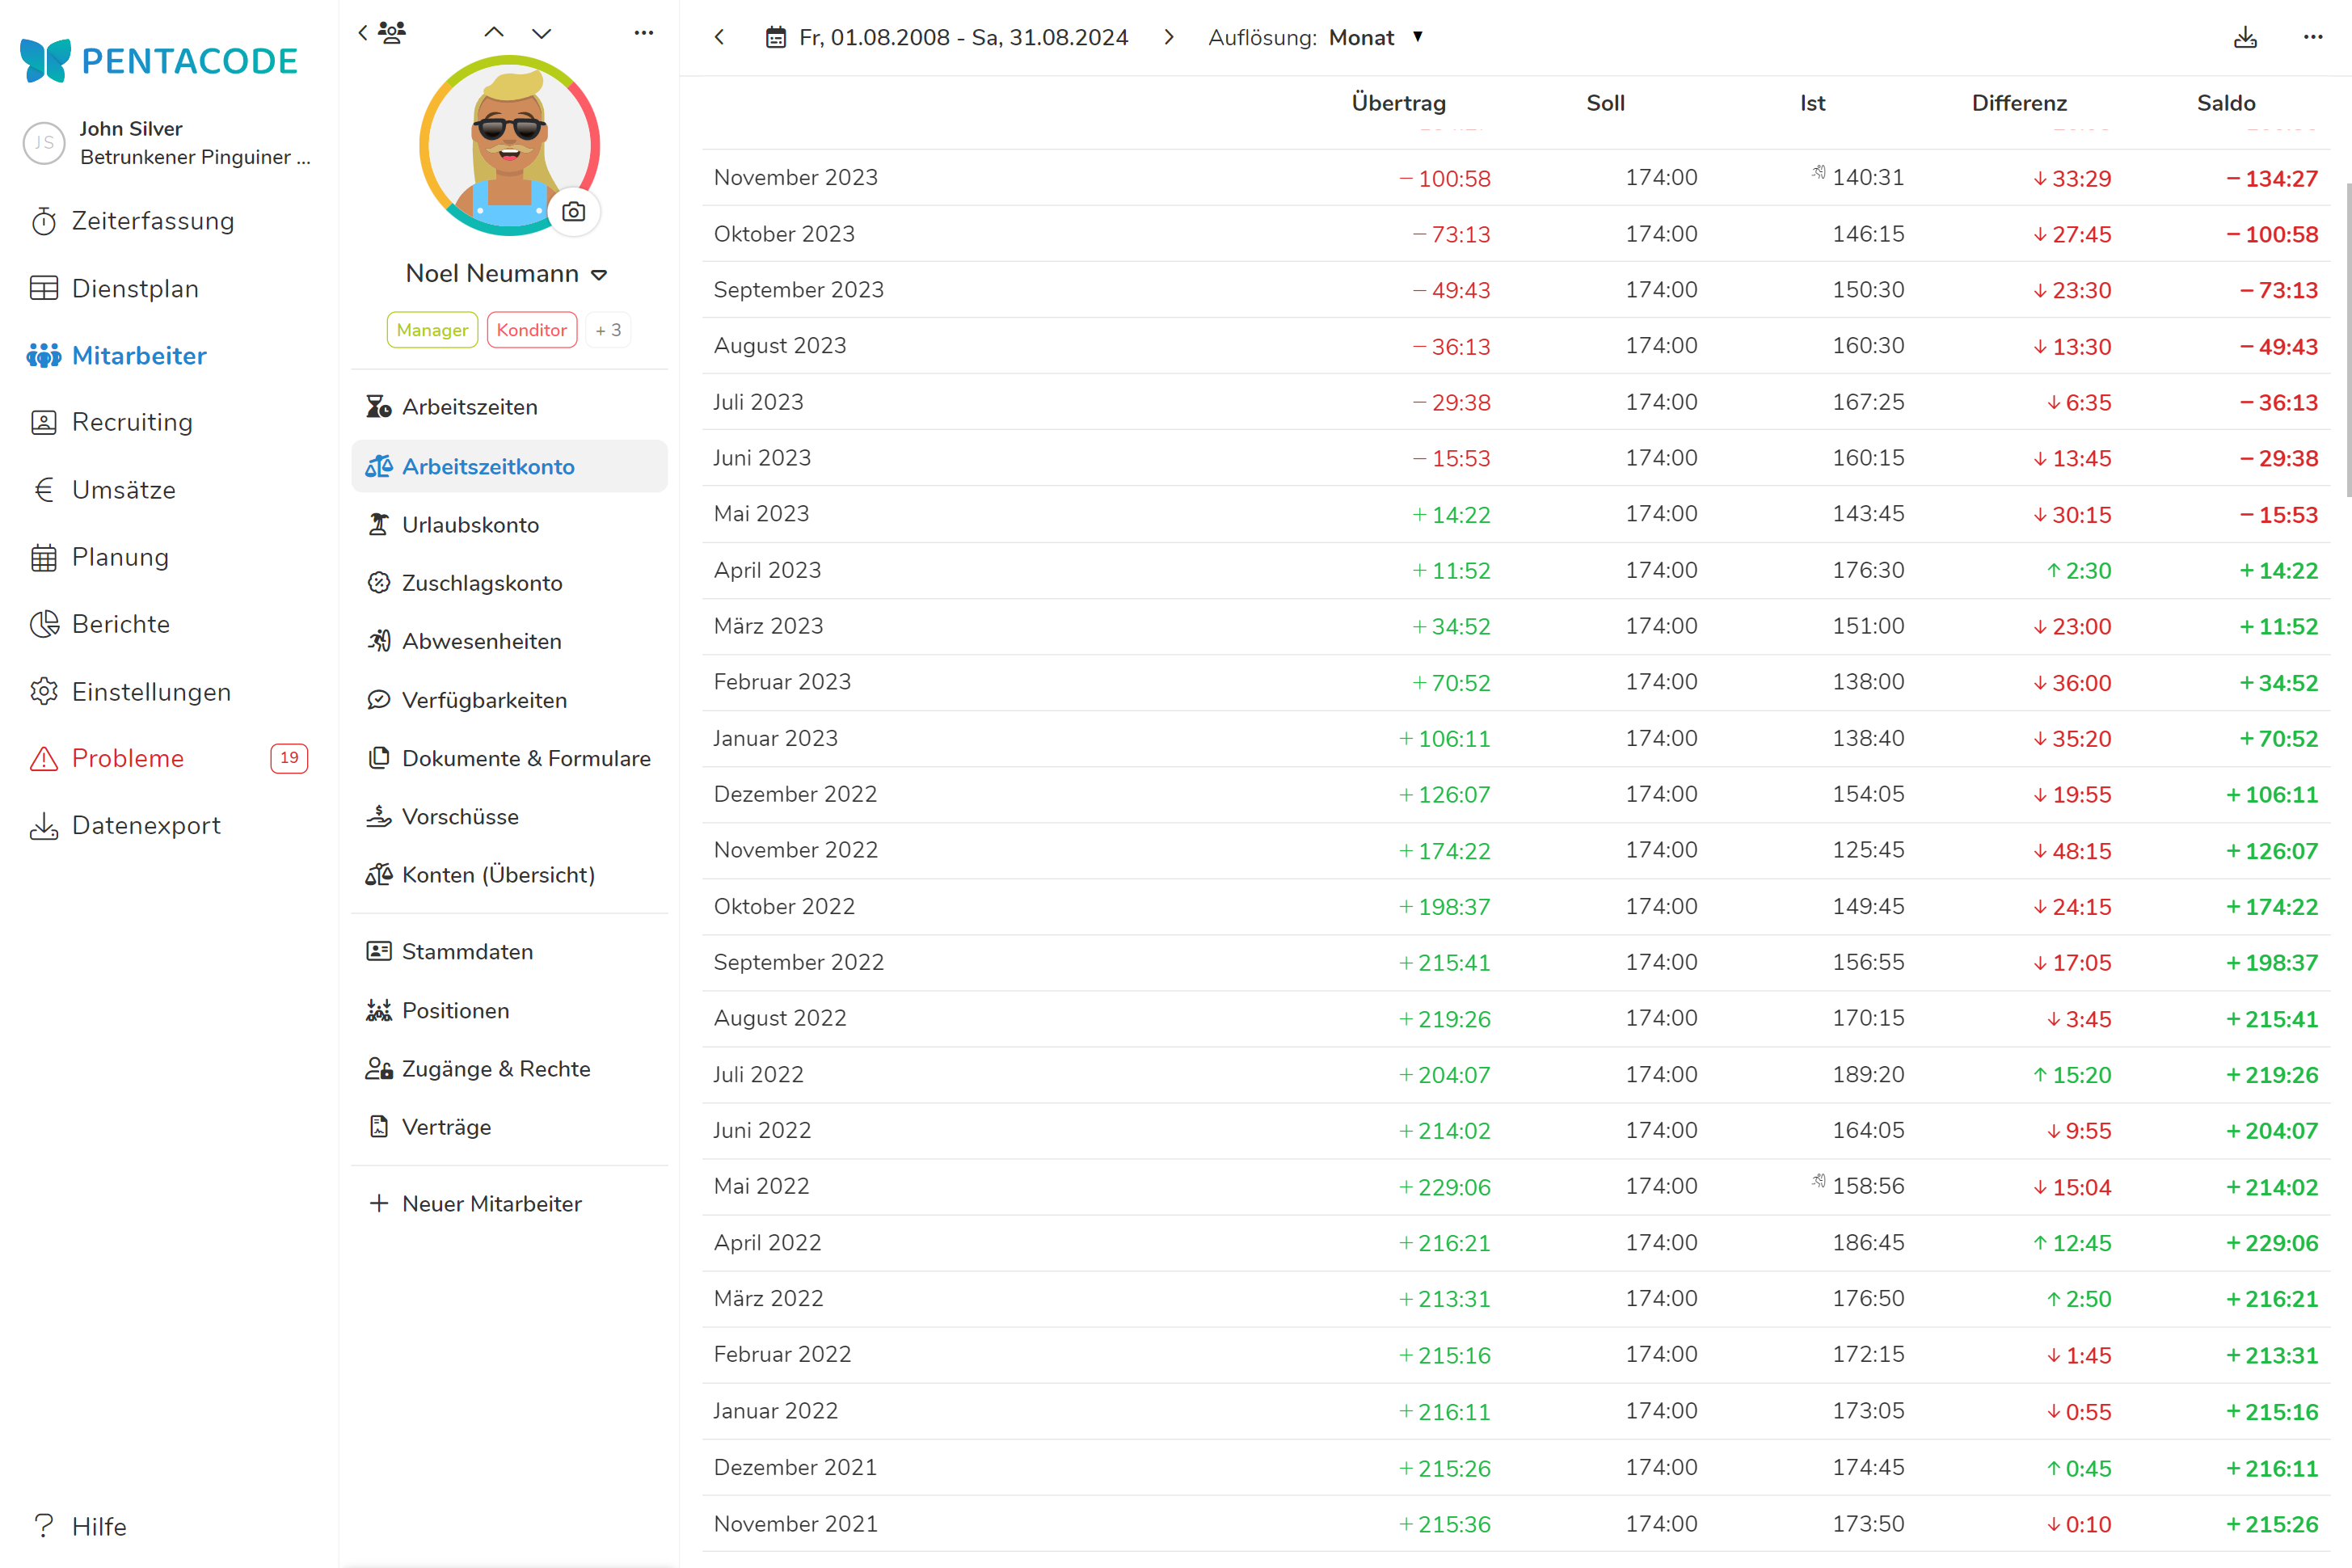 PENTACODE
JS
John Silver
Betrunkener Pinguiner ...
Zeiterfassung
Dienstplan
Mitarbeiter
Recruiting
Umsätze
Planung
Berichte
Einstellungen
Probleme 19
Datenexport
Hilfe
Noel Neumann
Manager Konditor + 3
Arbeitszeiten
Arbeitszeitkonto
Urlaubskonto
Zuschlagskonto
Abwesenheiten
Verfügbarkeiten
Dokumente & Formulare
Vorschüsse
Konten (Übersicht)
Stammdaten
Positionen
Zugänge & Rechte
Verträge
Neuer Mitarbeiter
Fr, 01.08.2008 - Sa, 31.08.2024 Auflösung: Monat
Übertrag Soll Ist Differenz Saldo
November 2023 − 100:58 174:00 140:31 ↓ 33:29 − 134:27
Oktober 2023 − 73:13 174:00 146:15 ↓ 27:45 − 100:58
September 2023 − 49:43 174:00 150:30 ↓ 23:30 − 73:13
August 2023 − 36:13 174:00 160:30 ↓ 13:30 − 49:43
Juli 2023 − 29:38 174:00 167:25 ↓ 6:35 − 36:13
Juni 2023 − 15:53 174:00 160:15 ↓ 13:45 − 29:38
Mai 2023 + 14:22 174:00 143:45 ↓ 30:15 − 15:53
April 2023 + 11:52 174:00 176:30 ↑ 2:30 + 14:22
März 2023 + 34:52 174:00 151:00 ↓ 23:00 + 11:52
Februar 2023 + 70:52 174:00 138:00 ↓ 36:00 + 34:52
Januar 2023 + 106:11 174:00 138:40 ↓ 35:20 + 70:52
Dezember 2022 + 126:07 174:00 154:05 ↓ 19:55 + 106:11
November 2022 + 174:22 174:00 125:45 ↓ 48:15 + 126:07
Oktober 2022 + 198:37 174:00 149:45 ↓ 24:15 + 174:22
September 2022 + 215:41 174:00 156:55 ↓ 17:05 + 198:37
August 2022 + 219:26 174:00 170:15 ↓ 3:45 + 215:41
Juli 2022 + 204:07 174:00 189:20 ↑ 15:20 + 219:26
Juni 2022 + 214:02 174:00 164:05 ↓ 9:55 + 204:07
Mai 2022 + 229:06 174:00 158:56 ↓ 15:04 + 214:02
April 2022 + 216:21 174:00 186:45 ↑ 12:45 + 229:06
März 2022 + 213:31 174:00 176:50 ↑ 2:50 + 216:21
Februar 2022 + 215:16 174:00 172:15 ↓ 1:45 + 213:31
Januar 2022 + 216:11 174:00 173:05 ↓ 0:55 + 215:16
Dezember 2021 + 215:26 174:00 174:45 ↑ 0:45 + 216:11
November 2021 + 215:36 174:00 173:50 ↓ 0:10 + 215:26